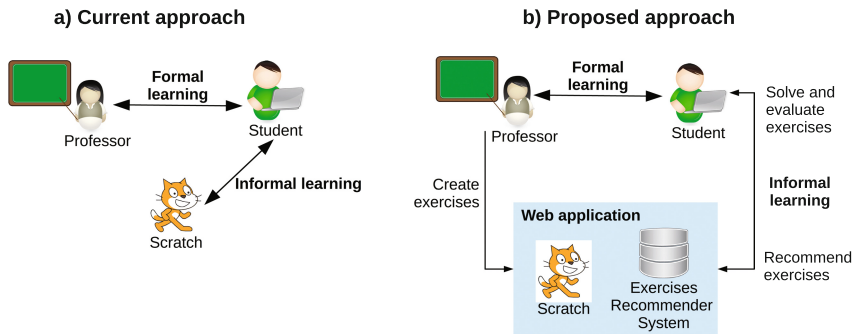 a) Current approach
Formal
learning
Professor
Student
Informal learning
Scratch
b) Proposed approach
Formal
learning
Professor
Student
Solve and
evaluate
exercises
Create
exercises
Informal
learning
Web application
Scratch
Exercises
Recommender
System
Recommend
exercises